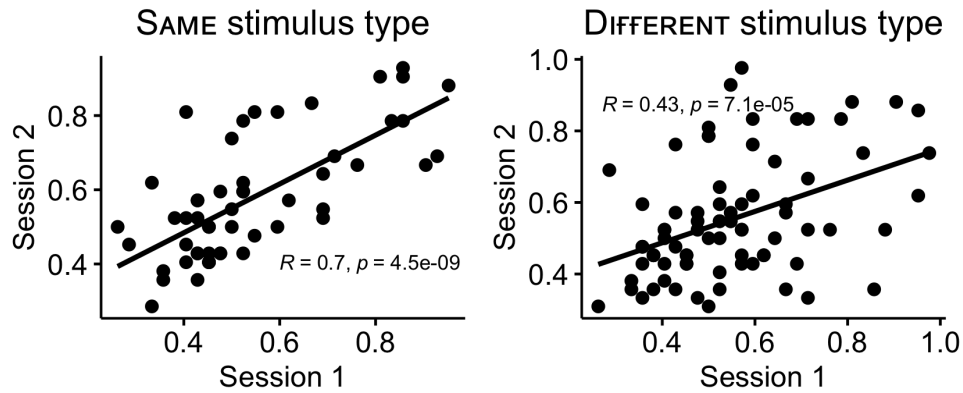 SAME stimulus type
0.8
0.6
0.4
Session 2
R = 0.7, p = 4.5e-09
0.4 0.6 0.8
Session 1
DIFFERENT stimulus type
1.0
0.8
0.6
0.4
Session 2
R = 0.43, p = 7.1e-05
0.4 0.6 0.8 1.0
Session 1